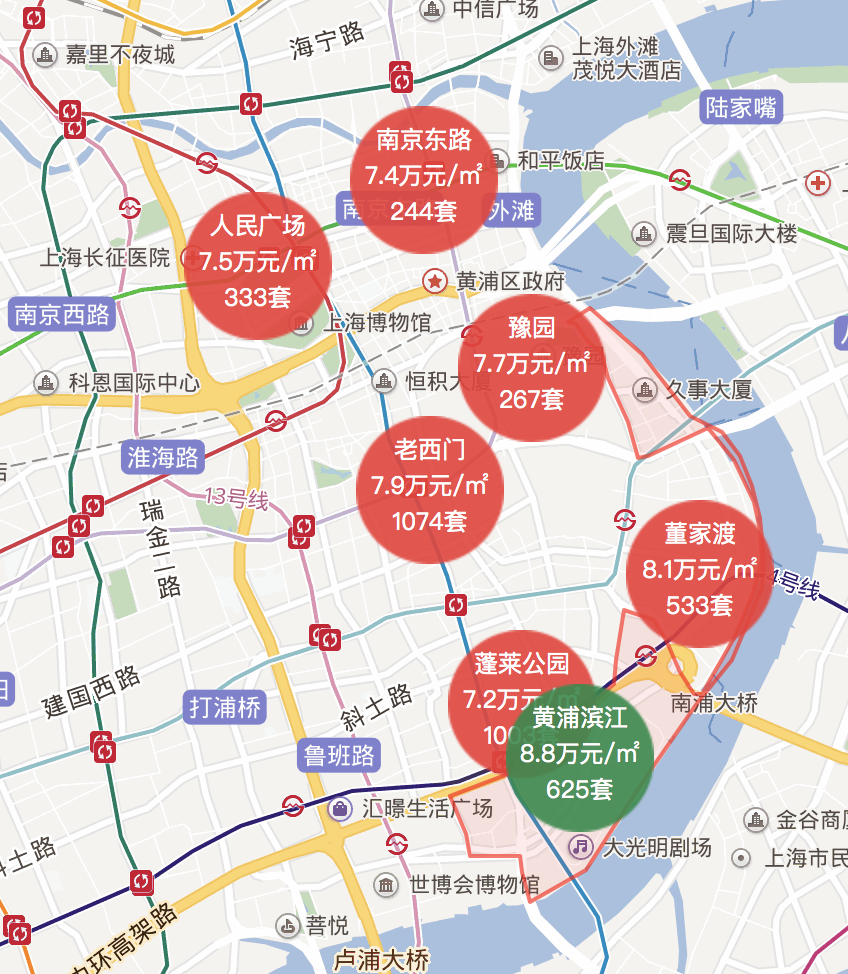 中信广场
海宁路
嘉里不夜城
上海外滩
茂悦大酒店
陆家嘴
南京东路
7.4万元/㎡
244套
和平饭店
外滩
人民广场
7.5万元/㎡
333套
震旦国际大楼
上海长征医院
黄浦区政府
南京西路
上海博物馆
豫园
7.7万元/㎡
267套
科恩国际中心
恒积大厦
久事大厦
淮海路
老西门
7.9万元/㎡
1074套
13号线
瑞金二路
董家渡
8.1万元/㎡
533套
4号线
蓬莱公园
7.2万元/㎡
1003套
建国西路
打浦桥
斜土路
南浦大桥
黄浦滨江
8.8万元/㎡
625套
鲁班路
汇暻生活广场
金谷商厦
大光明剧场
上海市民
斜土路
世博会博物馆
菩悦
内环高架路
卢浦大桥